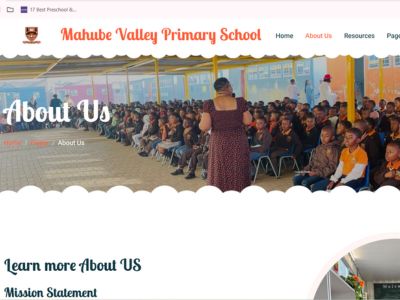 17 Best Preschool &...
Mahube Valley Primary School
Home About Us Resources Page
About Us
Home / Pages / About Us
Learn more About US
Mission Statement